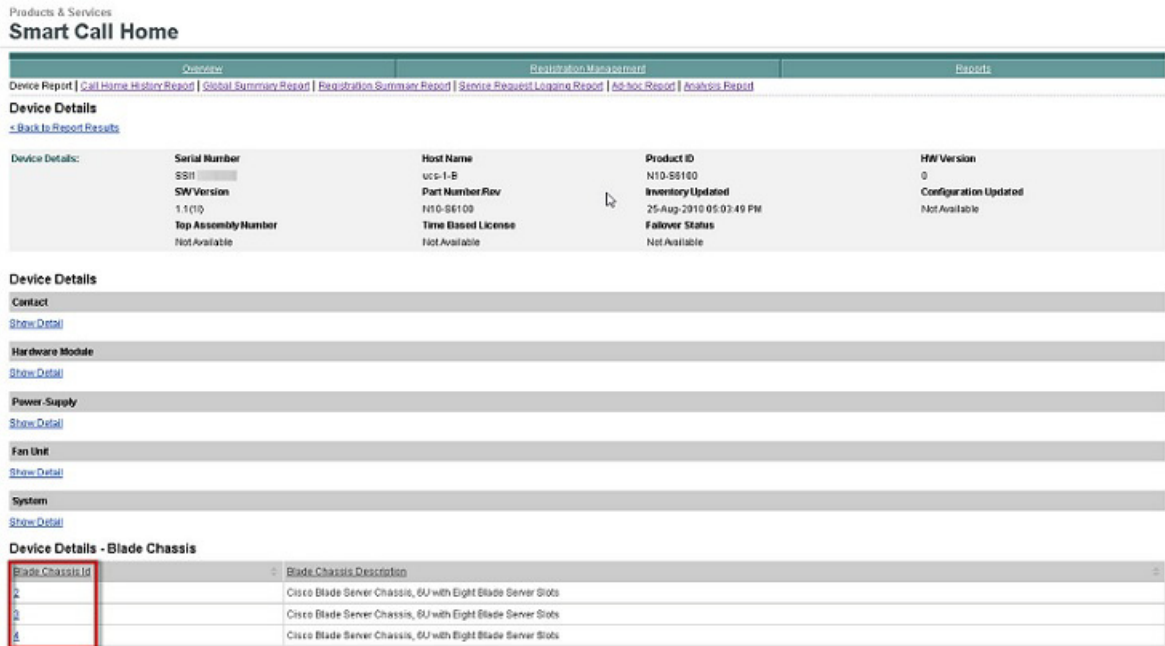 Products & Services
Smart Call Home
Overview Registration Management Reports
Device Report | Call Home History Report | Global Summary Report | Registration Summary Report | Service Request Logging Report | Ad-hoc Report | Analysis Report
Device Details
< Back to Report Results
Device Details: Serial Number Host Name Product ID HW Version
SSI1 ucs-1-B N10-S6100 0
SW Version Part Number/Rev Inventory Updated Configuration Updated
N10-S6100 25-Aug-2010 05:03:49 PM Not Available
Top Assembly Number Time Based License Failover Status
Not Available Not Available Not Available
Device Details
Contact
Show Detail
Hardware Module
Show Detail
Power-Supply
Show Detail
Fan Unit
Show Detail
System
Show Detail
Device Details - Blade Chassis
Blade Chassis Id Blade Chassis Description
2 Cisco Blade Server Chassis, 6U with Eight Blade Server Slots
3 Cisco Blade Server Chassis, 6U with Eight Blade Server Slots
4 Cisco Blade Server Chassis, 6U with Eight Blade Server Slots